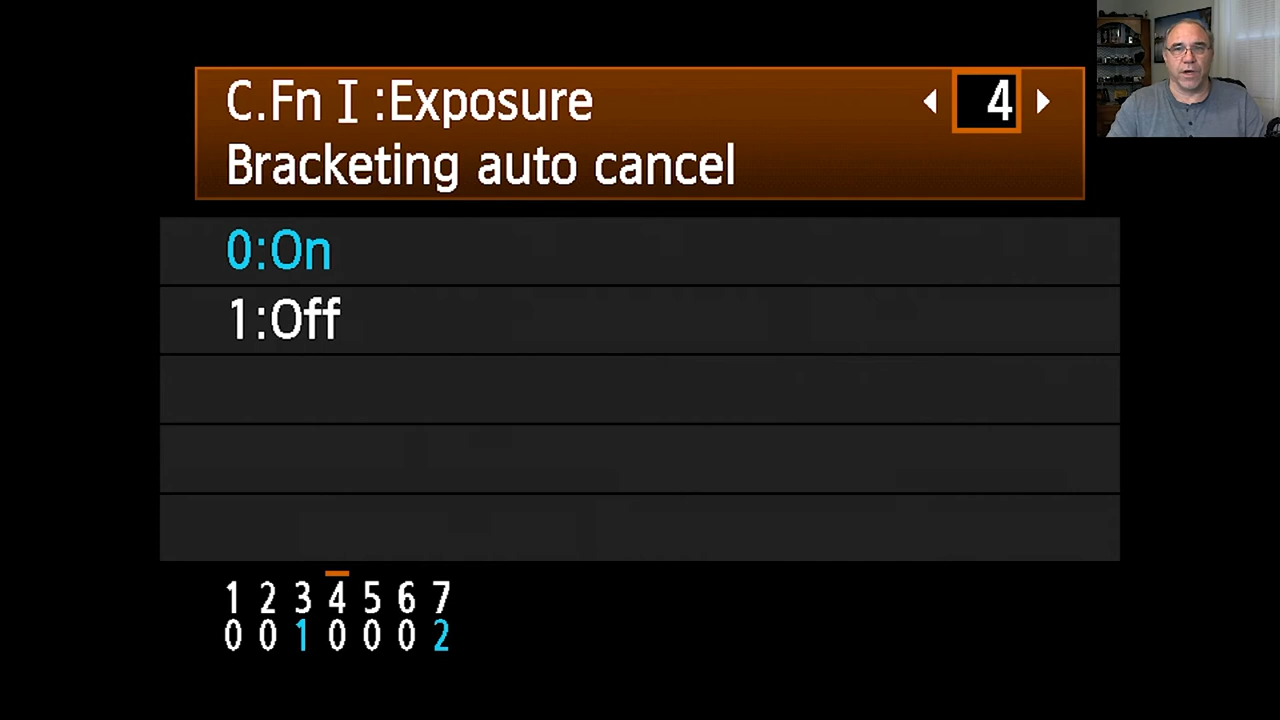 C.Fn I :Exposure
4
Bracketing auto cancel
0:On
1:Off
1 2 3 4 5 6 7
0 0 1 0 0 0 2